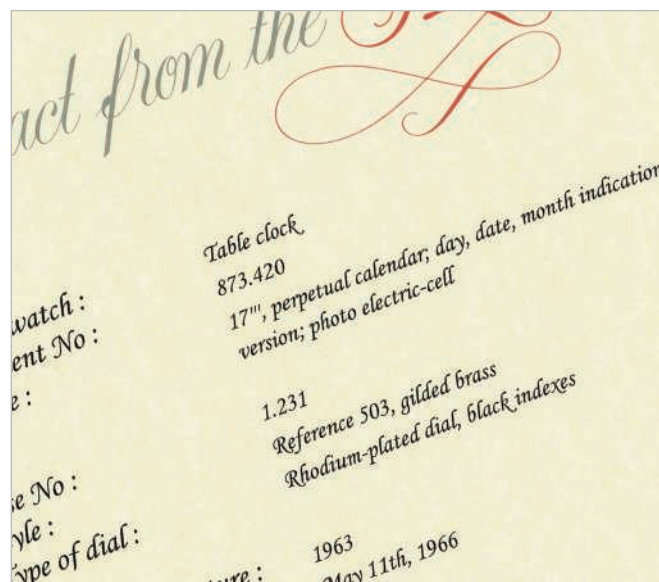 act from the
watch : Table clock
ent No : 873.420
e : 17''', perpetual calendar; day, date, month indication
version; photo electric-cell
se No : 1.231
yle : Reference 503, gilded brass
ype of dial : Rhodium-plated dial, black indexes
ure : 1963
May 11th, 1966